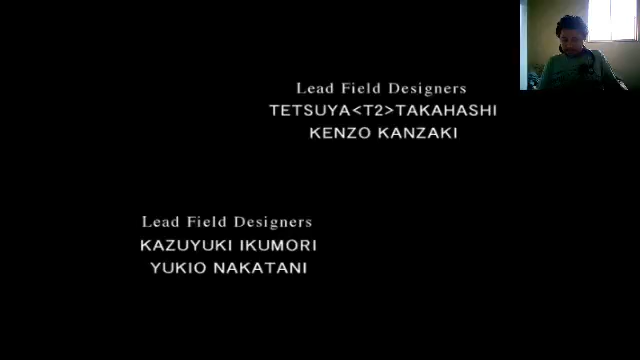 Lead Field Designers
TETSUYA<T2>TAKAHASHI
KENZO KANZAKI
Lead Field Designers
KAZUYUKI IKUMORI
YUKIO NAKATANI